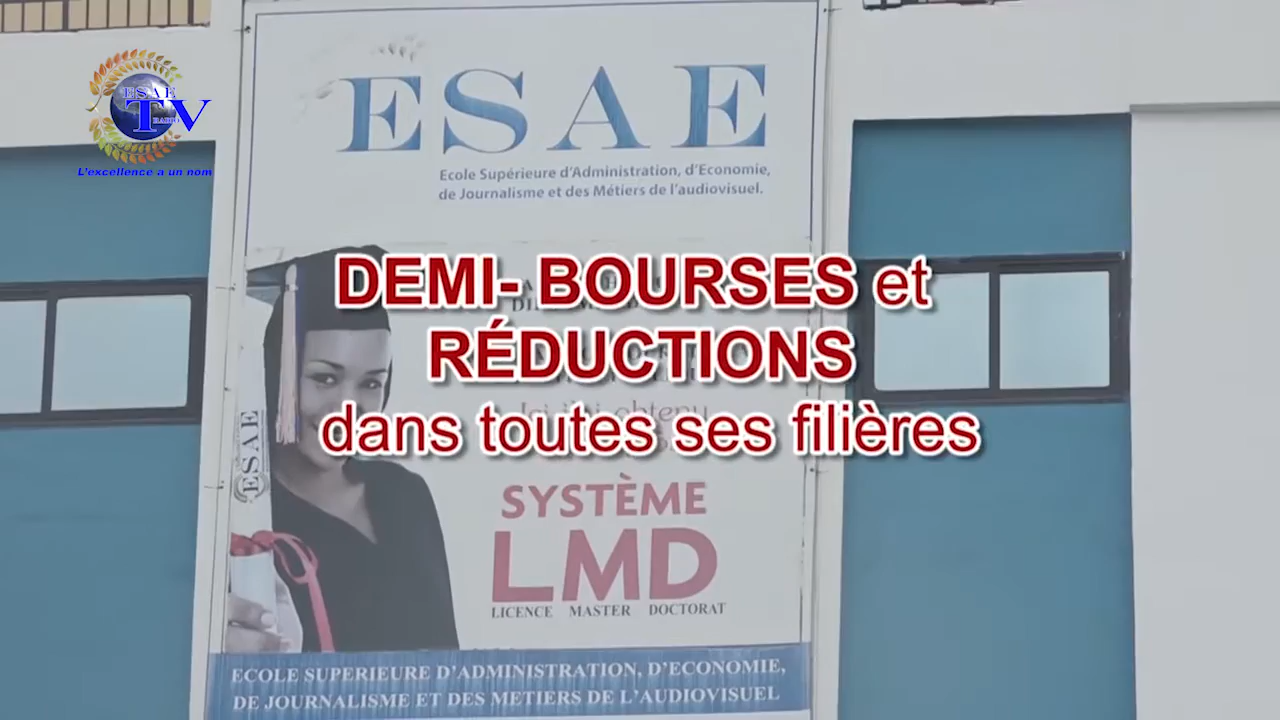 ESAE
TV
RADIO
L'excellence a un nom
ESAE
Ecole Supérieure d'Administration, d'Economie,
de Journalisme et des Métiers de l'audiovisuel.
DEMI- BOURSES et
RÉDUCTIONS
dans toutes ses filières
ESAE
SYSTÈME
LMD
LICENCE MASTER DOCTORAT
ECOLE SUPERIEURE D'ADMINISTRATION, D'ECONOMIE,
DE JOURNALISME ET DES METIERS DE L'AUDIOVISUEL